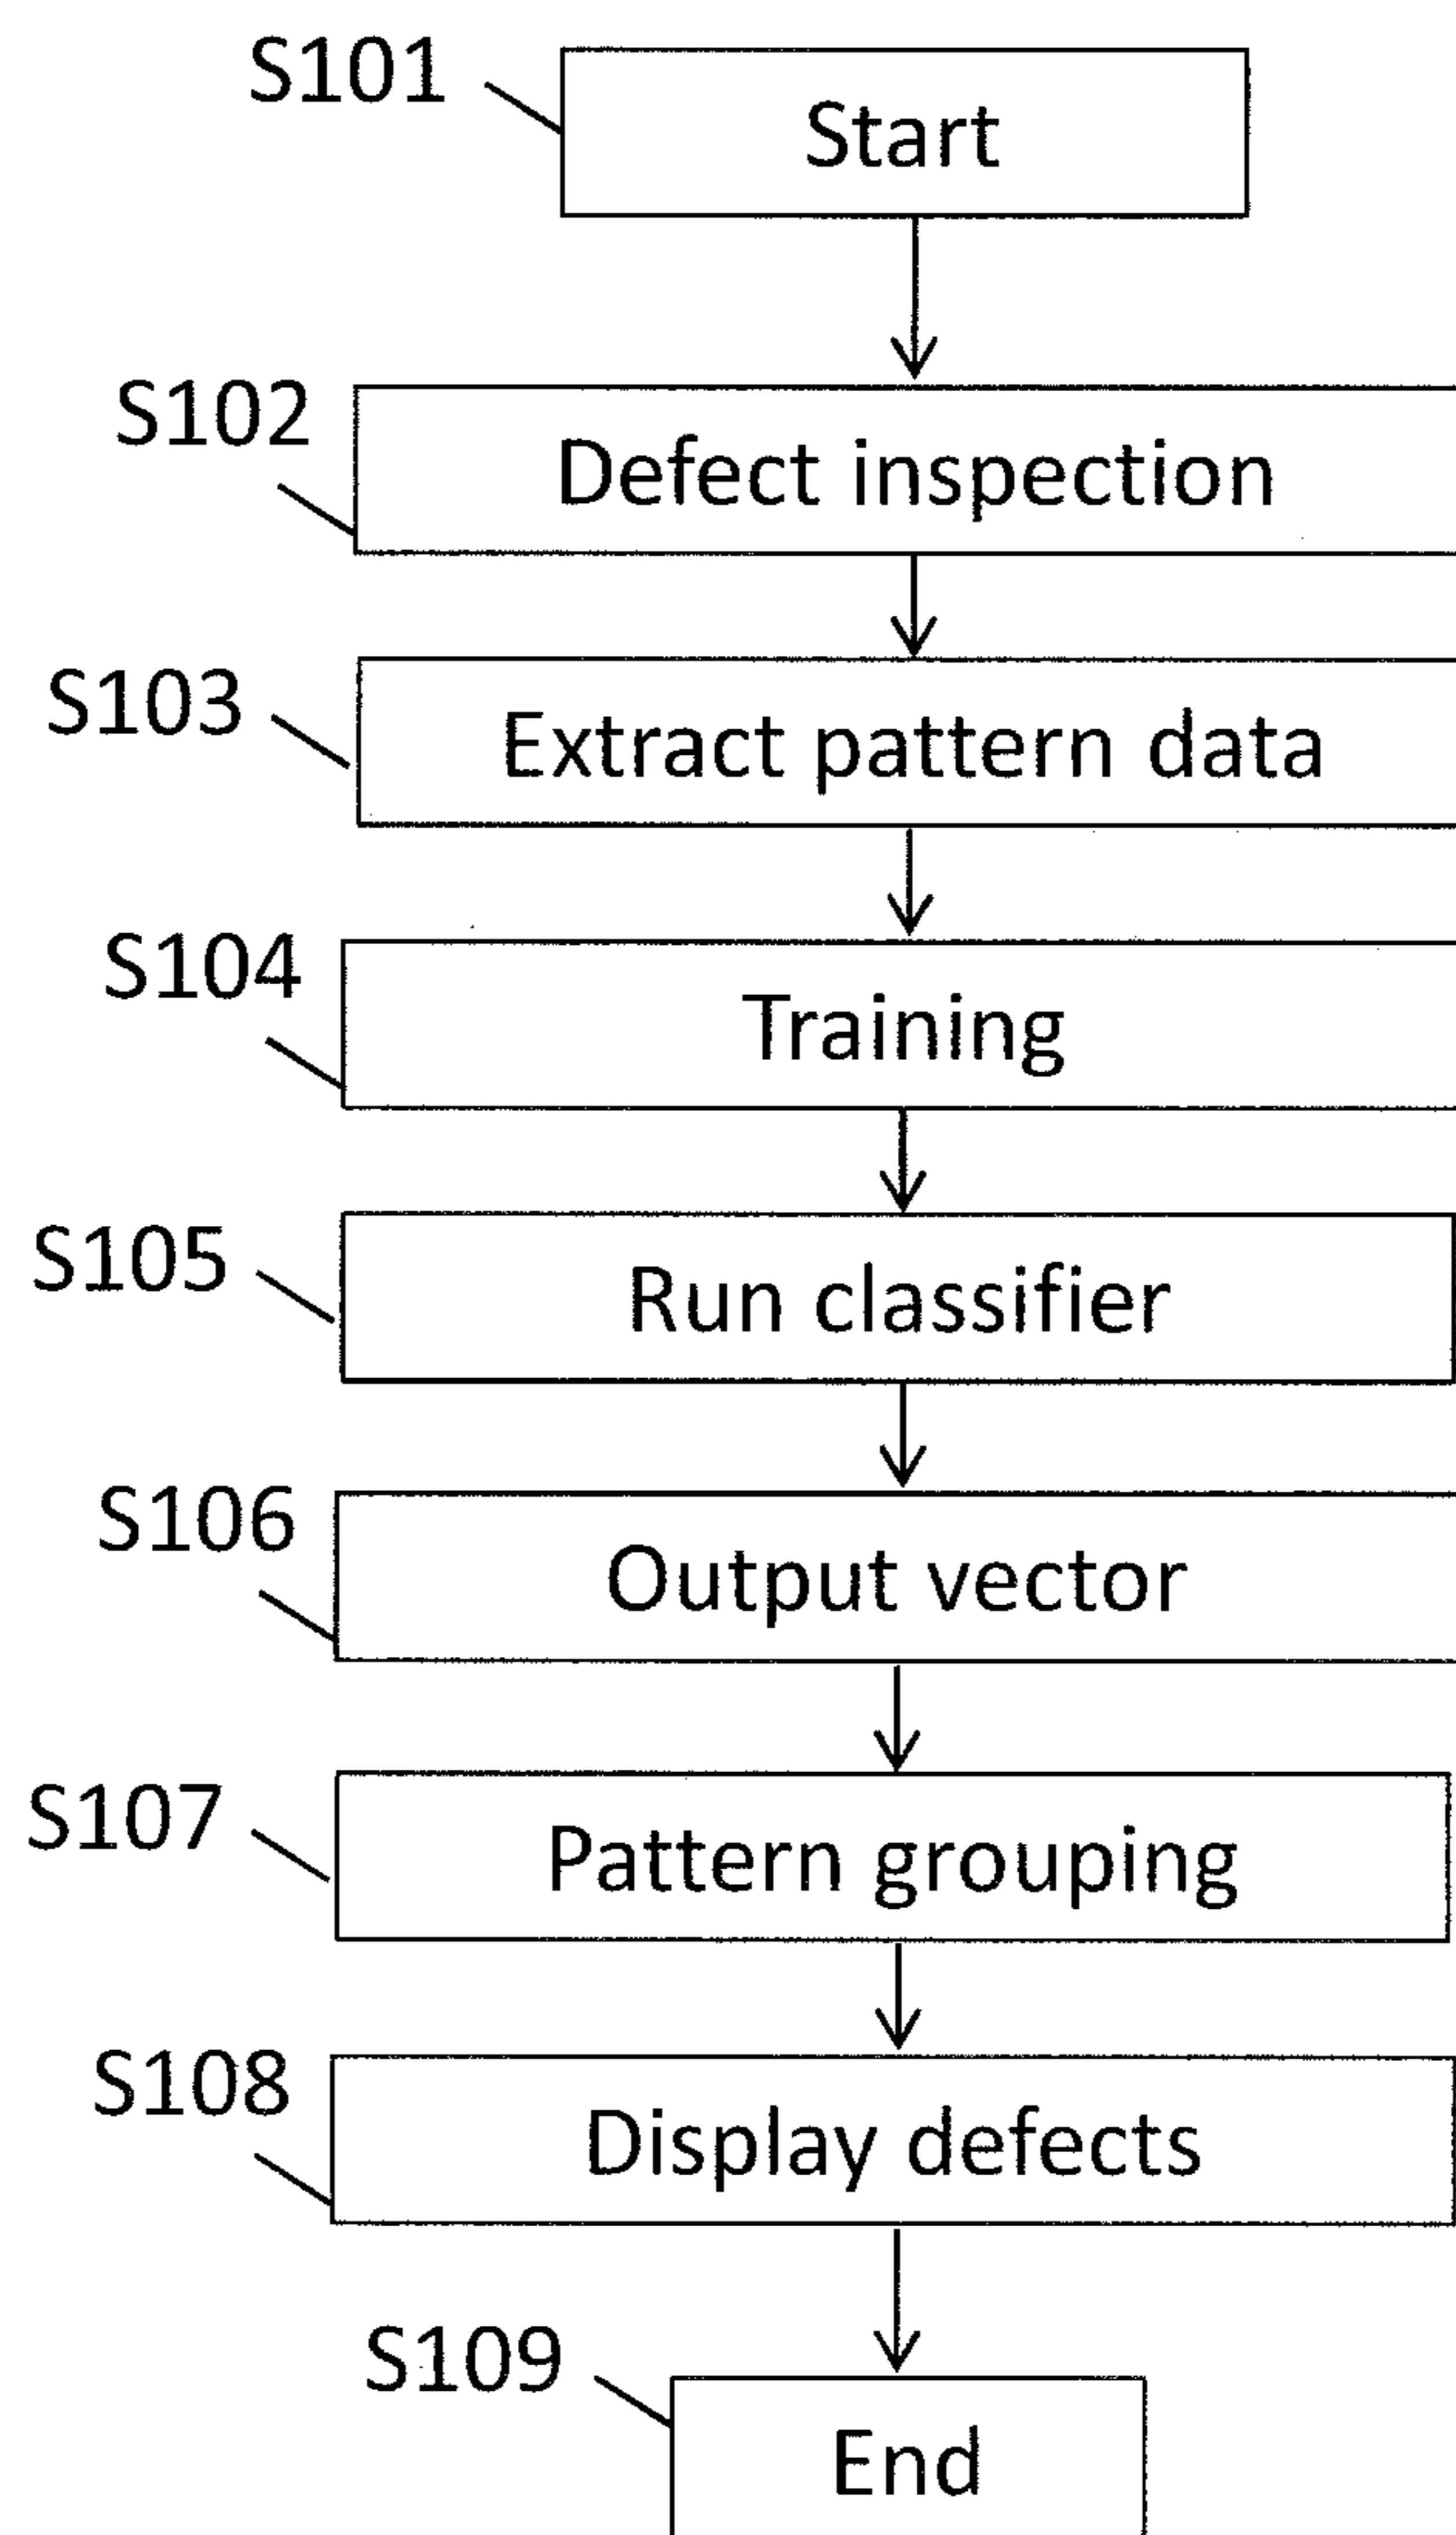 S101
Start
S102
Defect inspection
S103
Extract pattern data
S104
Training
S105
Run classifier
S106
Output vector
S107
Pattern grouping
S108
Display defects
S109
End